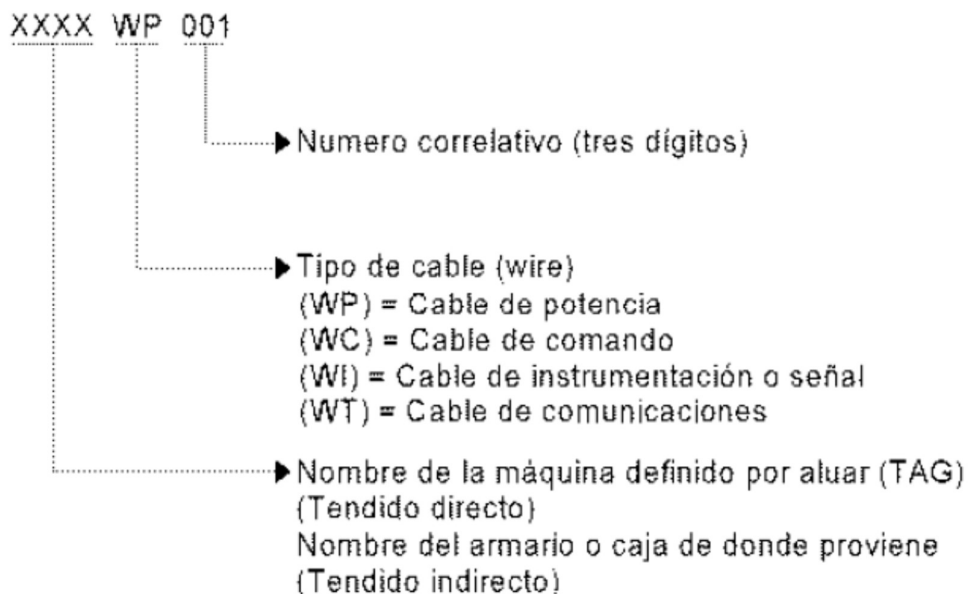 XXXX WP 001
Numero correlativo (tres dígitos)
Tipo de cable (wire)
(WP) = Cable de potencia
(WC) = Cable de comando
(WI) = Cable de instrumentación o señal
(WT) = Cable de comunicaciones
Nombre de la máquina definido por aluar (TAG)
(Tendido directo)
Nombre del armario o caja de donde proviene
(Tendido indirecto)